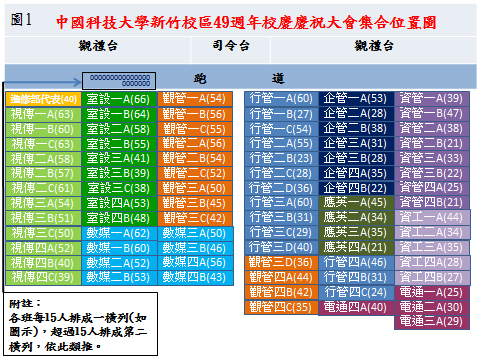 圖1 中國科技大學新竹校區49週年校慶慶祝大會集合位置圖
觀禮台 司令台 觀禮台
跑 道
進修部代表(40) 室設一A(66) 觀管一A(54) 行管一A(60) 企管一A(53) 資管一A(39)
視傳一A(63) 室設一B(64) 觀管一B(56) 行管一B(27) 企管二A(28) 資管一B(47)
視傳一B(60) 室設二A(58) 觀管一C(55) 行管一C(54) 企管二B(27) 資管二A(38)
視傳一C(63) 室設二B(55) 觀管二A(56) 行管二A(55) 企管三A(31) 資管二B(21)
視傳二A(58) 室設三A(41) 觀管二B(54) 行管二B(23) 企管三B(28) 資管三A(33)
視傳二B(57) 室設三B(39) 觀管二C(52) 行管二C(28) 企管四A(35) 資管三B(22)
視傳二C(61) 室設三C(38) 觀管三A(50) 行管二D(36) 企管四B(22) 資管四A(25)
視傳三A(54) 室設四A(53) 觀管三B(45) 行管三A(60) 應英一A(45) 資管四B(21)
視傳三B(51) 室設四B(48) 觀管三C(42) 行管三B(31) 應英二A(34) 資工一A(44)
視傳三C(50) 數媒一A(62) 數媒三A(50) 行管三C(29) 應英三A(35) 資工二A(34)
視傳四A(52) 數媒一B(60) 數媒三B(46) 行管三D(40) 應英四A(21) 資工三A(35)
視傳四B(40) 數媒二A(52) 數媒四A(56) 觀管三D(36) 行管四A(46) 資工四A(28)
視傳四C(39) 數媒二B(53) 數媒四B(43) 觀管四A(44) 行管四B(31) 資工四B(27)
觀管四B(42) 行管四C(24) 電通一A(25)
觀管四C(35) 電通四A(40) 電通二A(30)
電通三A(29)
附註：
各班每15人排成一橫列(如
圖示)，超過15人排成第二
橫列，依此類推。